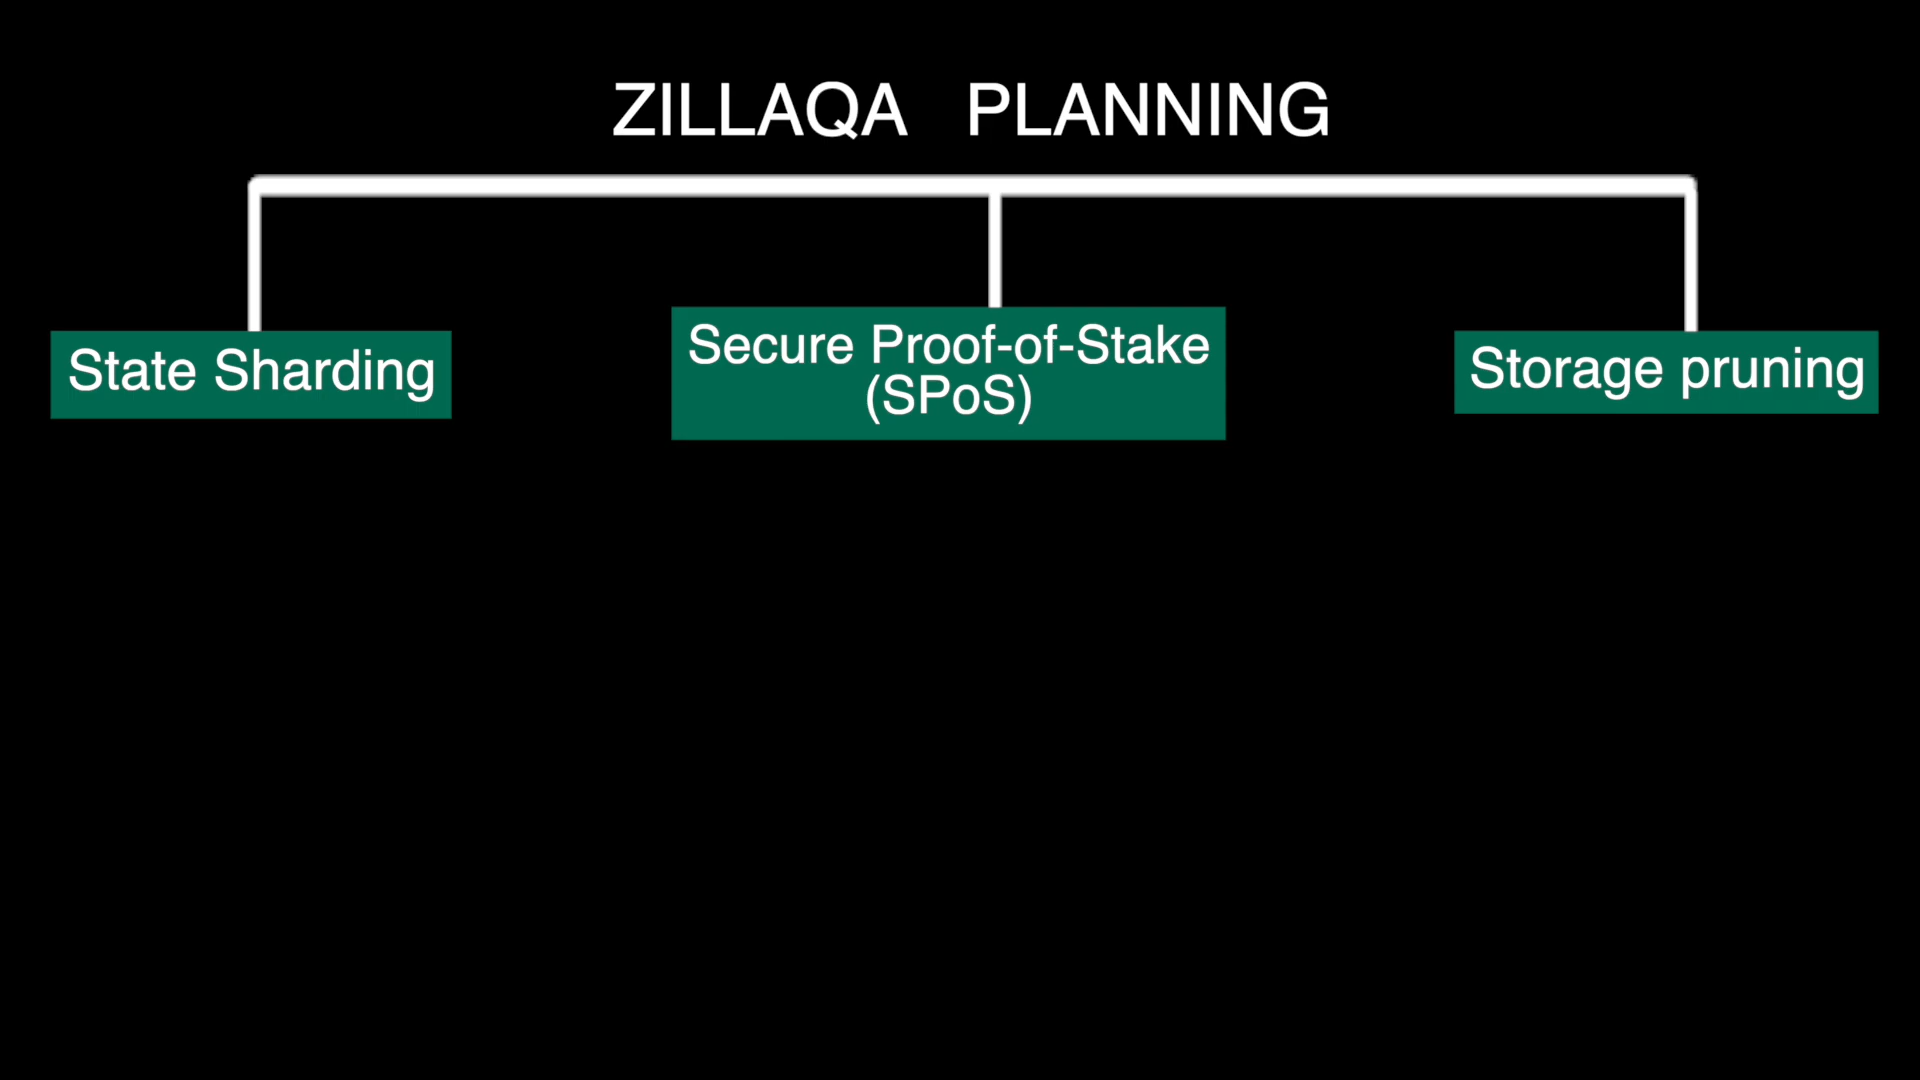 ZILLAQA PLANNING
State Sharding
Secure Proof-of-Stake
(SPoS)
Storage pruning